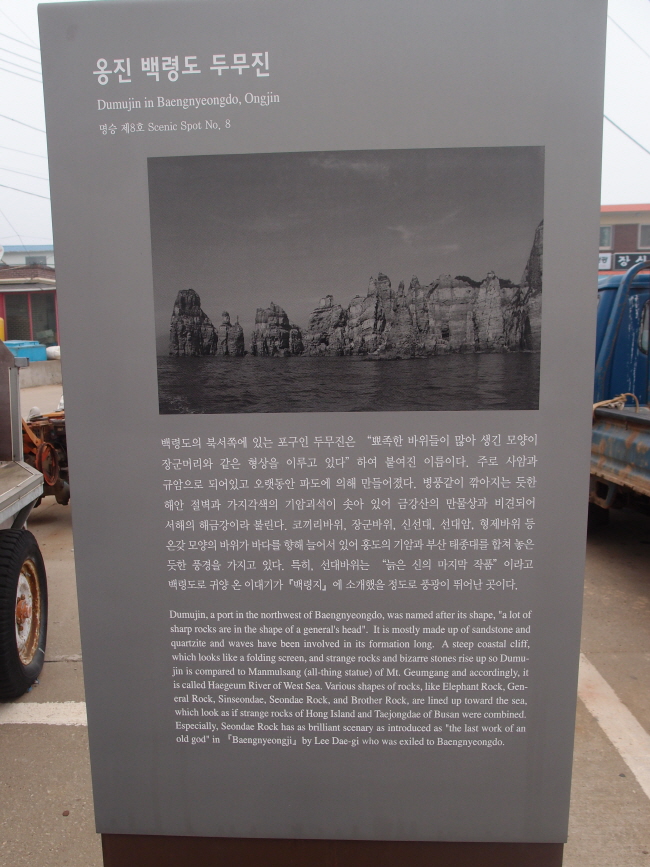 옹진 백령도 두무진
Dumujin in Baengnyeongdo, Ongjin
명승 제8호 Scenic Spot No. 8
백령도의 북서쪽에 있는 포구인 두무진은 “뾰족한 바위들이 많아 생긴 모양이
장군머리와 같은 형상을 이루고 있다” 하여 붙여진 이름이다. 주로 사암과
규암으로 되어있고 오랫동안 파도에 의해 만들어졌다. 병풍같이 깎아지는 듯한
해안 절벽과 가지각색의 기암괴석이 솟아 있어 금강산의 만물상과 비견되어
서해의 해금강이라 불린다. 코끼리바위, 장군바위, 신선대, 선대암, 형제바위 등
온갖 모양의 바위가 바다를 향해 늘어서 있어 홍도의 기암과 부산 태종대를 합쳐 놓은
듯한 풍경을 가지고 있다. 특히, 선대바위는 “늙은 신의 마지막 작품” 이라고
백령도로 귀양 온 이대기가 『백령지』에 소개했을 정도로 풍광이 뛰어난 곳이다.
Dumujin, a port in the northwest of Baengnyeongdo, was named after its shape, "a lot of
sharp rocks are in the shape of a general's head". It is mostly made up of sandstone and
quartzite and waves have been involved in its formation long. A steep coastal cliff,
which looks like a folding screen, and strange rocks and bizarre stones rise up so Dumu-
jin is compared to Manmulsang (all-thing statue) of Mt. Geumgang and accordingly, it
is called Haegeum River of West Sea. Various shapes of rocks, like Elephant Rock, Gen-
eral Rock, Sinseondae, Seondae Rock, and Brother Rock, are lined up toward the sea,
which look as if strange rocks of Hong Island and Taejongdae of Busan were combined.
Especially, Seondae Rock has as brilliant scenary as introduced as "the last work of an
old god" in 『Baengnyeongji』 by Lee Dae-gi who was exiled to Baengnyeongdo.